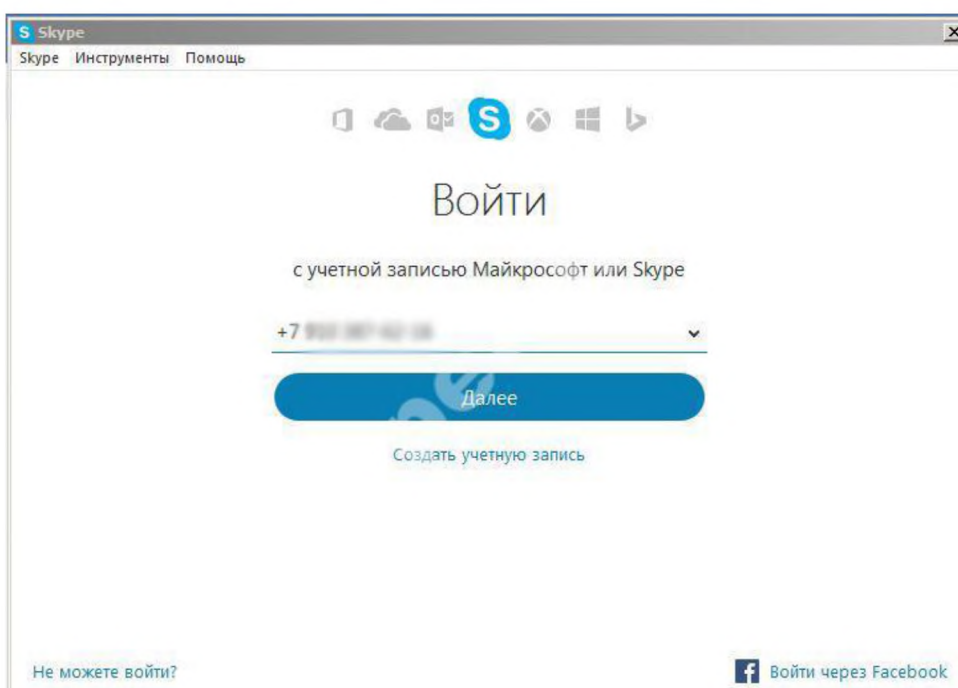 Skype
Skype Инструменты Помощь
Войти
с учетной записью Майкрософт или Skype
+7
Далее
Создать учетную запись
Не можете войти?
Войти через Facebook